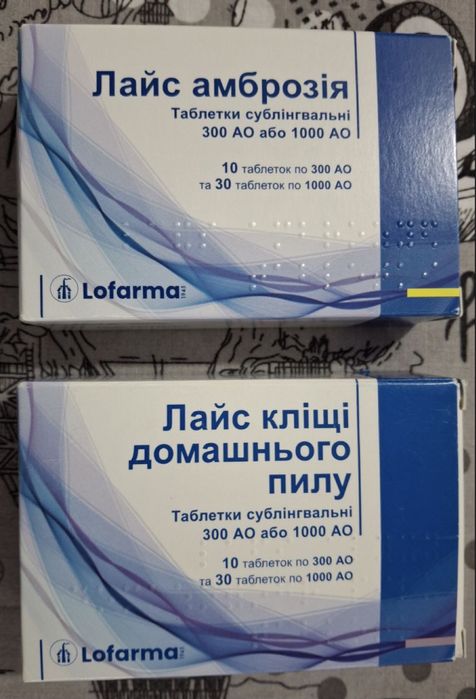 Лайс амброзія
Таблетки сублінгвальні
300 АО або 1000 АО
10 таблеток по 300 АО
та 30 таблеток по 1000 АО
Lofarma
Лайс кліщі
домашнього
пилу
Таблетки сублінгвальні
300 АО або 1000 АО
10 таблеток по 300 АО
та 30 таблеток по 1000 АО
Lofarma